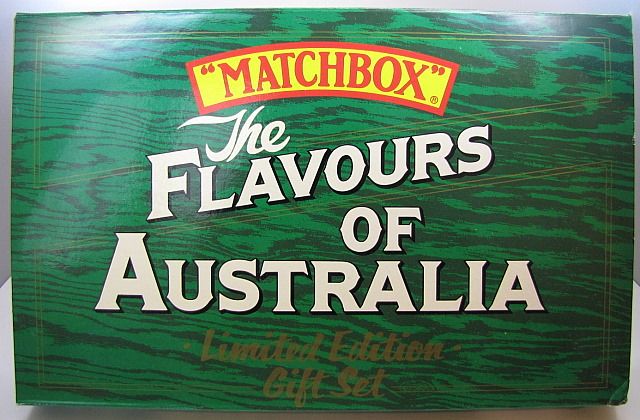 "MATCHBOX"®
The
FLAVOURS
OF
AUSTRALIA
· Limited Edition ·
Gift Set